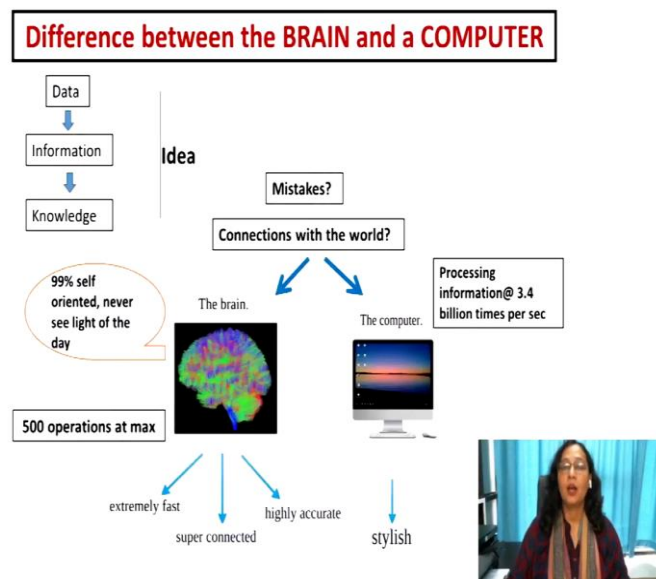 Difference between the BRAIN and a COMPUTER
Data
Information
Knowledge
Idea
Mistakes?
Connections with the world?
99% self
oriented, never
see light of the
day
The brain.
The computer.
Processing
information@ 3.4
billion times per sec
500 operations at max
extremely fast
super connected
highly accurate
stylish